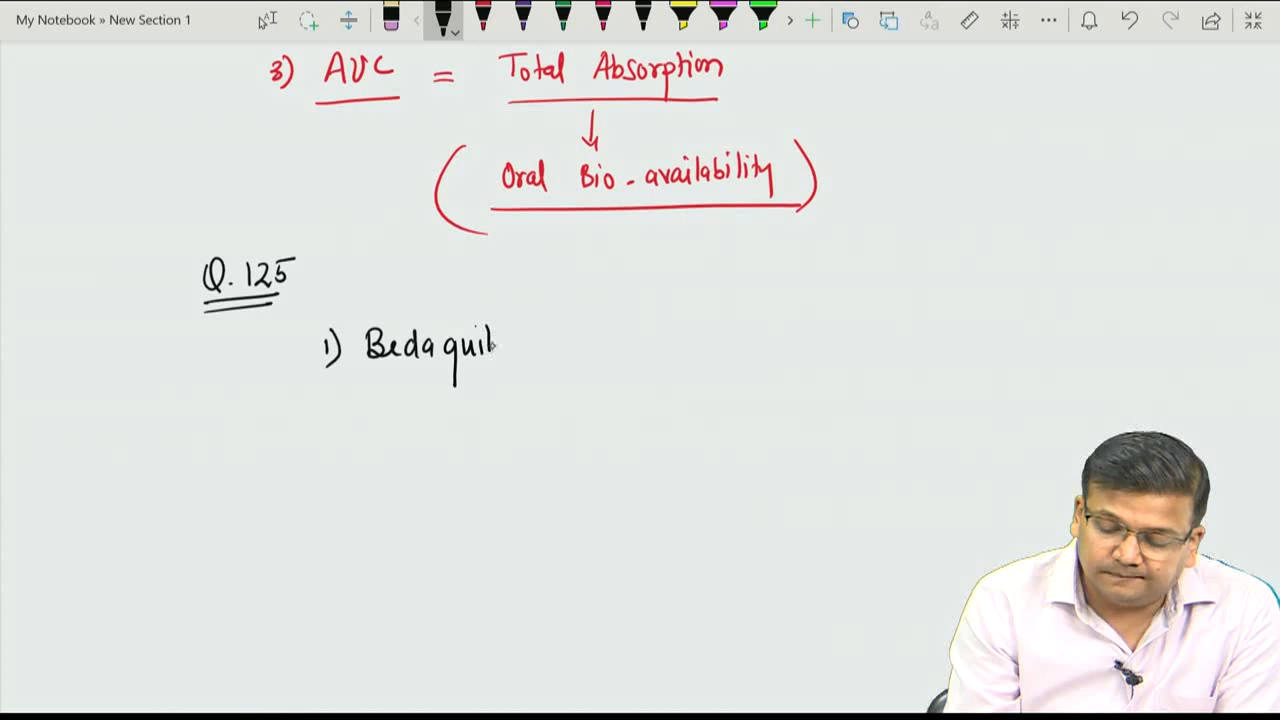 My Notebook » New Section 1
3) AUC = Total Absorption
↓
(Oral Bio-availability)
Q. 125
1) Bedaquil